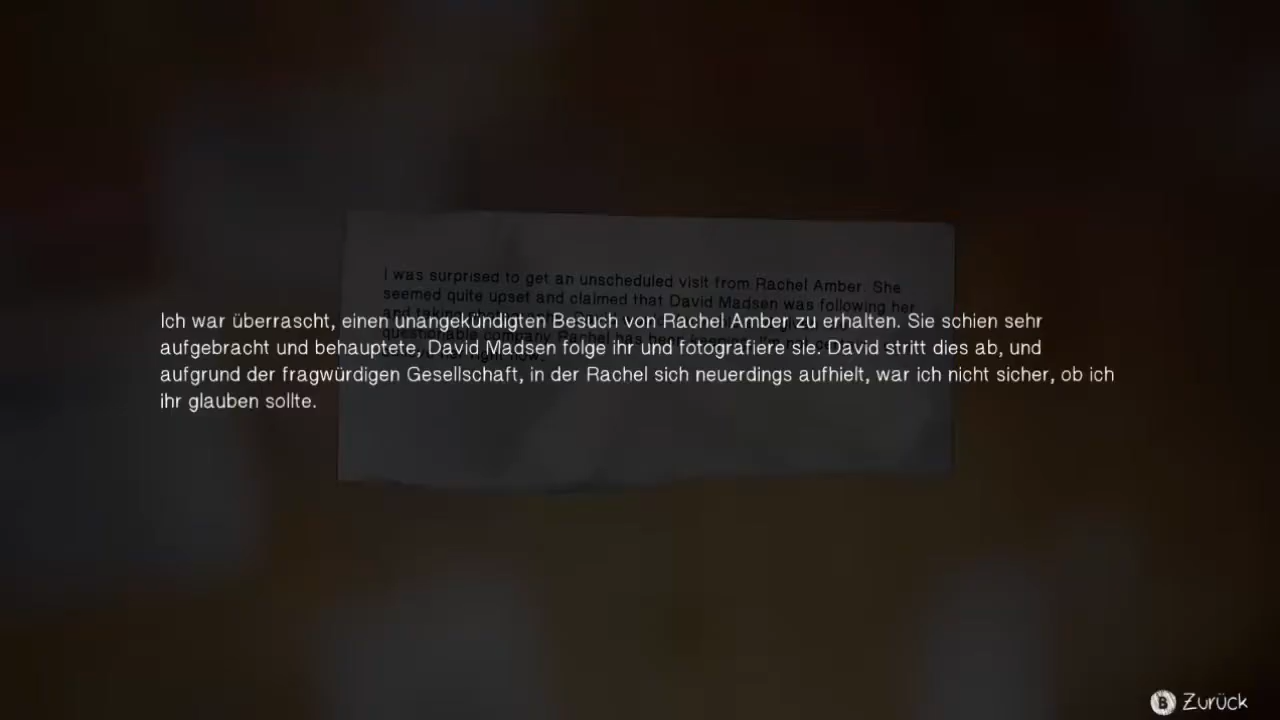 I was surprised to get an unscheduled visit from Rachel Amber. She
seemed quite upset and claimed that David Madsen was following her
Ich war überrascht, einen unangekündigten Besuch von Rachel Amber zu erhalten. Sie schien sehr
aufgebracht und behauptete, David Madsen folge ihr und fotografiere sie. David stritt dies ab, und
aufgrund der fragwürdigen Gesellschaft, in der Rachel sich neuerdings aufhielt, war ich nicht sicher, ob ich
ihr glauben sollte.
B Zurück